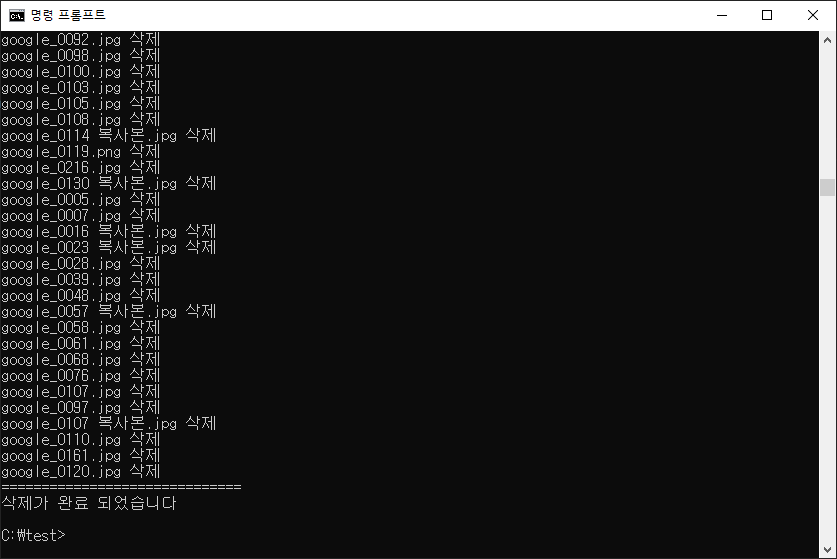 명령 프롬프트
google_0092.jpg 삭제
google_0098.jpg 삭제
google_0100.jpg 삭제
google_0103.jpg 삭제
google_0105.jpg 삭제
google_0108.jpg 삭제
google_0114 복사본.jpg 삭제
google_0119.png 삭제
google_0216.jpg 삭제
google_0130 복사본.jpg 삭제
google_0005.jpg 삭제
google_0007.jpg 삭제
google_0016 복사본.jpg 삭제
google_0023 복사본.jpg 삭제
google_0028.jpg 삭제
google_0039.jpg 삭제
google_0048.jpg 삭제
google_0057 복사본.jpg 삭제
google_0058.jpg 삭제
google_0061.jpg 삭제
google_0068.jpg 삭제
google_0076.jpg 삭제
google_0107.jpg 삭제
google_0097.jpg 삭제
google_0107 복사본.jpg 삭제
google_0110.jpg 삭제
google_0161.jpg 삭제
google_0120.jpg 삭제
==============================
삭제가 완료 되었습니다
C:₩test>